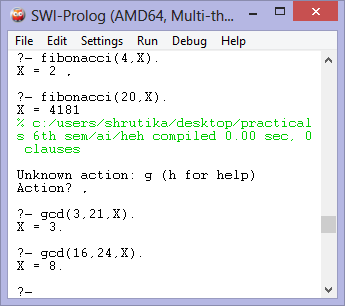 SWI-Prolog (AMD64, Multi-th...
File Edit Settings Run Debug Help
?- fibonacci(4,X).
X = 2 ,
?- fibonacci(20,X).
X = 4181
% c:/users/shrutika/desktop/practical
s 6th sem/ai/heh compiled 0.00 sec, 0
clauses
Unknown action: g (h for help)
Action? ,
?- gcd(3,21,X).
X = 3.
?- gcd(16,24,X).
X = 8.
?-